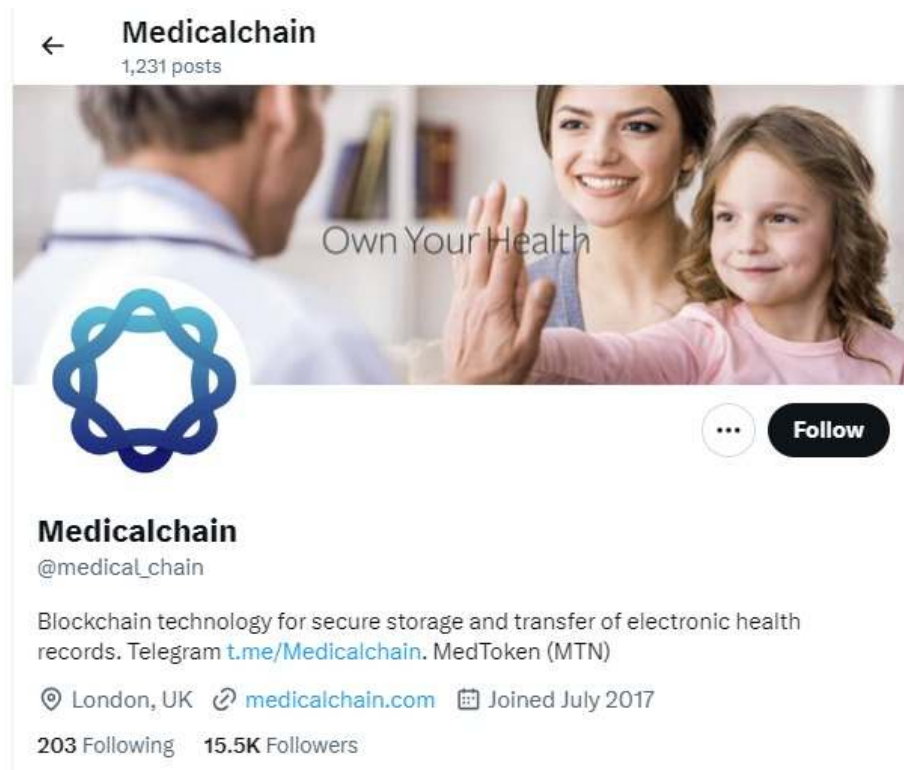 Medicalchain
1,231 posts
Own Your Health
Follow
Medicalchain
@medical_chain
Blockchain technology for secure storage and transfer of electronic health
records. Telegram t.me/Medicalchain. MedToken (MTN)
London, UK medicalchain.com Joined July 2017
203 Following 15.5K Followers